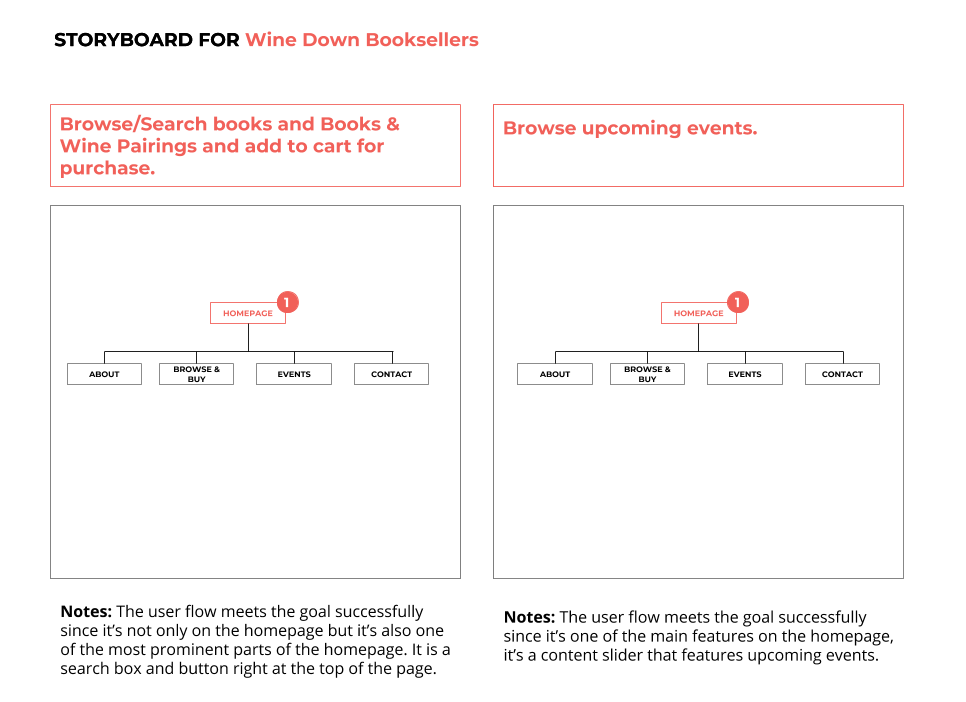 STORYBOARD FOR Wine Down Booksellers
Browse/Search books and Books &
Wine Pairings and add to cart for
purchase.
1
HOMEPAGE
ABOUT
BROWSE &
BUY
EVENTS
CONTACT
Notes: The user flow meets the goal successfully
since it’s not only on the homepage but it’s also one
of the most prominent parts of the homepage. It is a
search box and button right at the top of the page.
Browse upcoming events.
1
HOMEPAGE
ABOUT
BROWSE &
BUY
EVENTS
CONTACT
Notes: The user flow meets the goal successfully
since it’s one of the main features on the homepage,
it’s a content slider that features upcoming events.